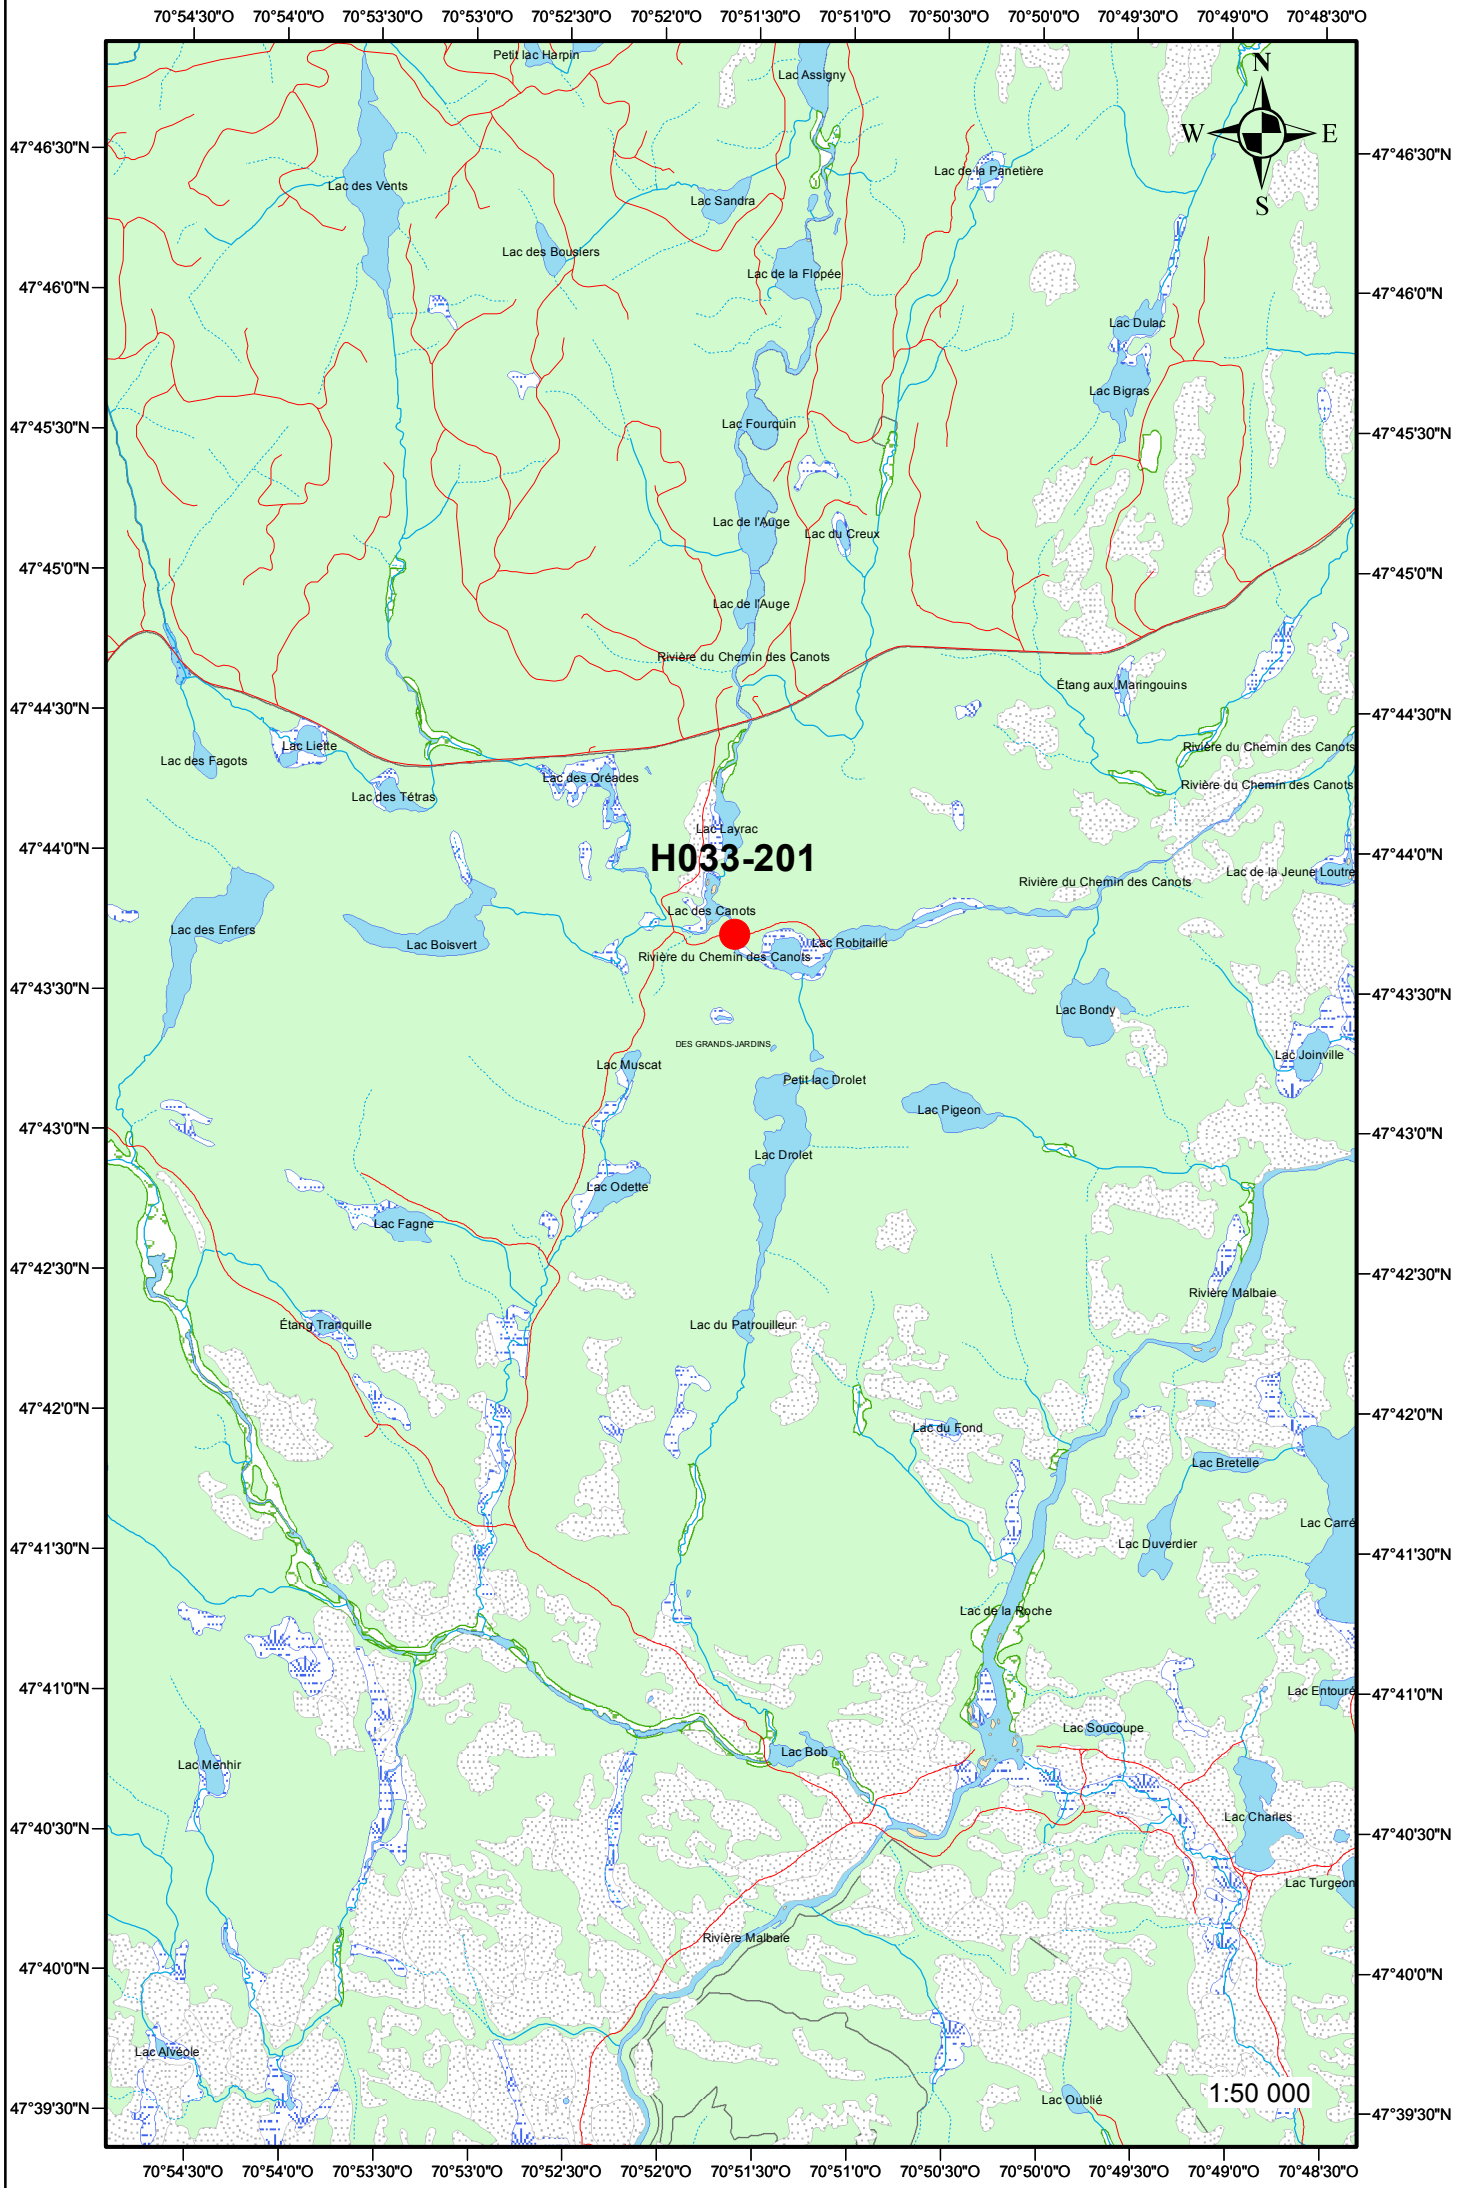 70°54'30"O 70°54'0"O 70°53'30"O 70°53'0"O 70°52'30"O 70°52'0"O 70°51'30"O 70°51'0"O 70°50'30"O 70°50'0"O 70°49'30"O 70°49'0"O 70°48'30"O
Petit lac Harpin
Lac Assigny
N
W E
S
47°46'30"N 47°46'30"N
Lac de la Panetière
Lac des Vents
Lac Sandra
Lac des Bousiers
Lac de la Flopée
47°46'0"N 47°46'0"N
Lac Dulac
Lac Bigras
Lac Fourquin
47°45'30"N 47°45'30"N
Lac de l'Auge
Lac du Creux
47°45'0"N 47°45'0"N
Lac de l'Auge
Rivière du Chemin des Canots
Étang aux Maringouins
47°44'30"N 47°44'30"N
Lac Liette
Rivière du Chemin des Canots
Lac des Fagots
Lac des Oréades
Rivière du Chemin des Canots
Lac des Tétras
Lac Layrac
47°44'0"N 47°44'0"N
H033-201
Lac de la Jeune Loutre
Rivière du Chemin des Canots
Lac des Canots
Lac des Enfers
Lac Boisvert
Lac Robitaille
Rivière du Chemin des Canots
47°43'30"N 47°43'30"N
Lac Bondy
DES GRANDS-JARDINS
Lac Joinville
Lac Muscat
Petit lac Drolet
Lac Pigeon
47°43'0"N 47°43'0"N
Lac Drolet
Lac Odette
Lac Fagne
47°42'30"N 47°42'30"N
Rivière Malbaie
Étang Tranquille
Lac du Patrouilleur
47°42'0"N 47°42'0"N
Lac du Fond
Lac Bretelle
Lac Carré
Lac Duverdier
47°41'30"N 47°41'30"N
Lac de la Roche
47°41'0"N 47°41'0"N
Lac Entouré
Lac Soucoupe
Lac Bob
Lac Menhir
Lac Charles
47°40'30"N 47°40'30"N
Lac Turgeon
Rivière Malbaie
47°40'0"N 47°40'0"N
Lac Alvéole
1:50 000
Lac Oublié
47°39'30"N 47°39'30"N
70°54'30"O 70°54'0"O 70°53'30"O 70°53'0"O 70°52'30"O 70°52'0"O 70°51'30"O 70°51'0"O 70°50'30"O 70°50'0"O 70°49'30"O 70°49'0"O 70°48'30"O